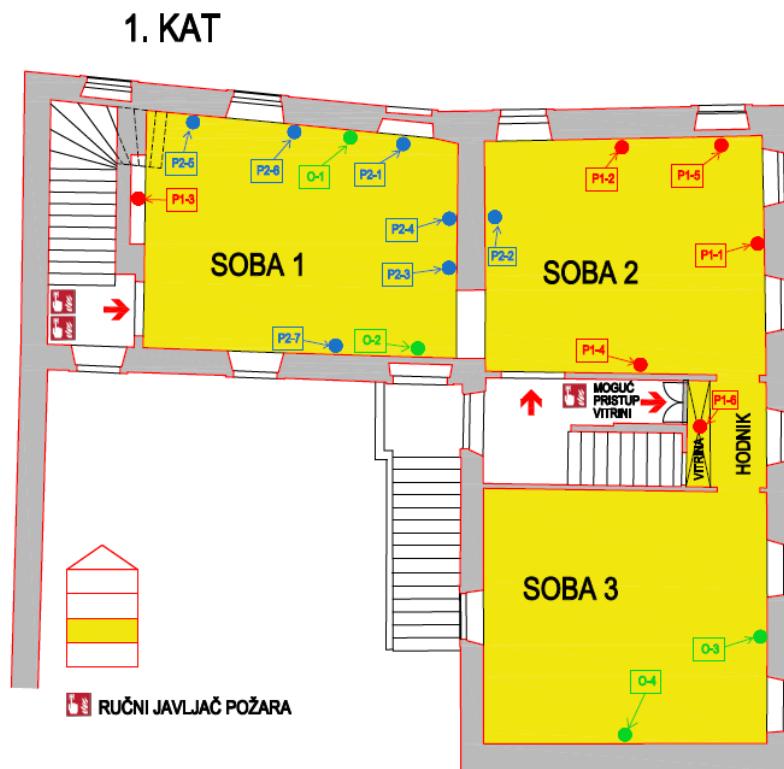 1. KAT
P2-5
P2-6
O-1
P2-1
P1-2
P1-5
P1-3
P2-4
P2-2
P1-1
SOBA 1
P2-3
SOBA 2
P2-7
O-2
P1-4
MOGUĆ
PRISTUP
VITRINI
P1-6
VITRINA
HODNIK
SOBA 3
O-3
O-4
RUČNI JAVLJAČ POŽARA